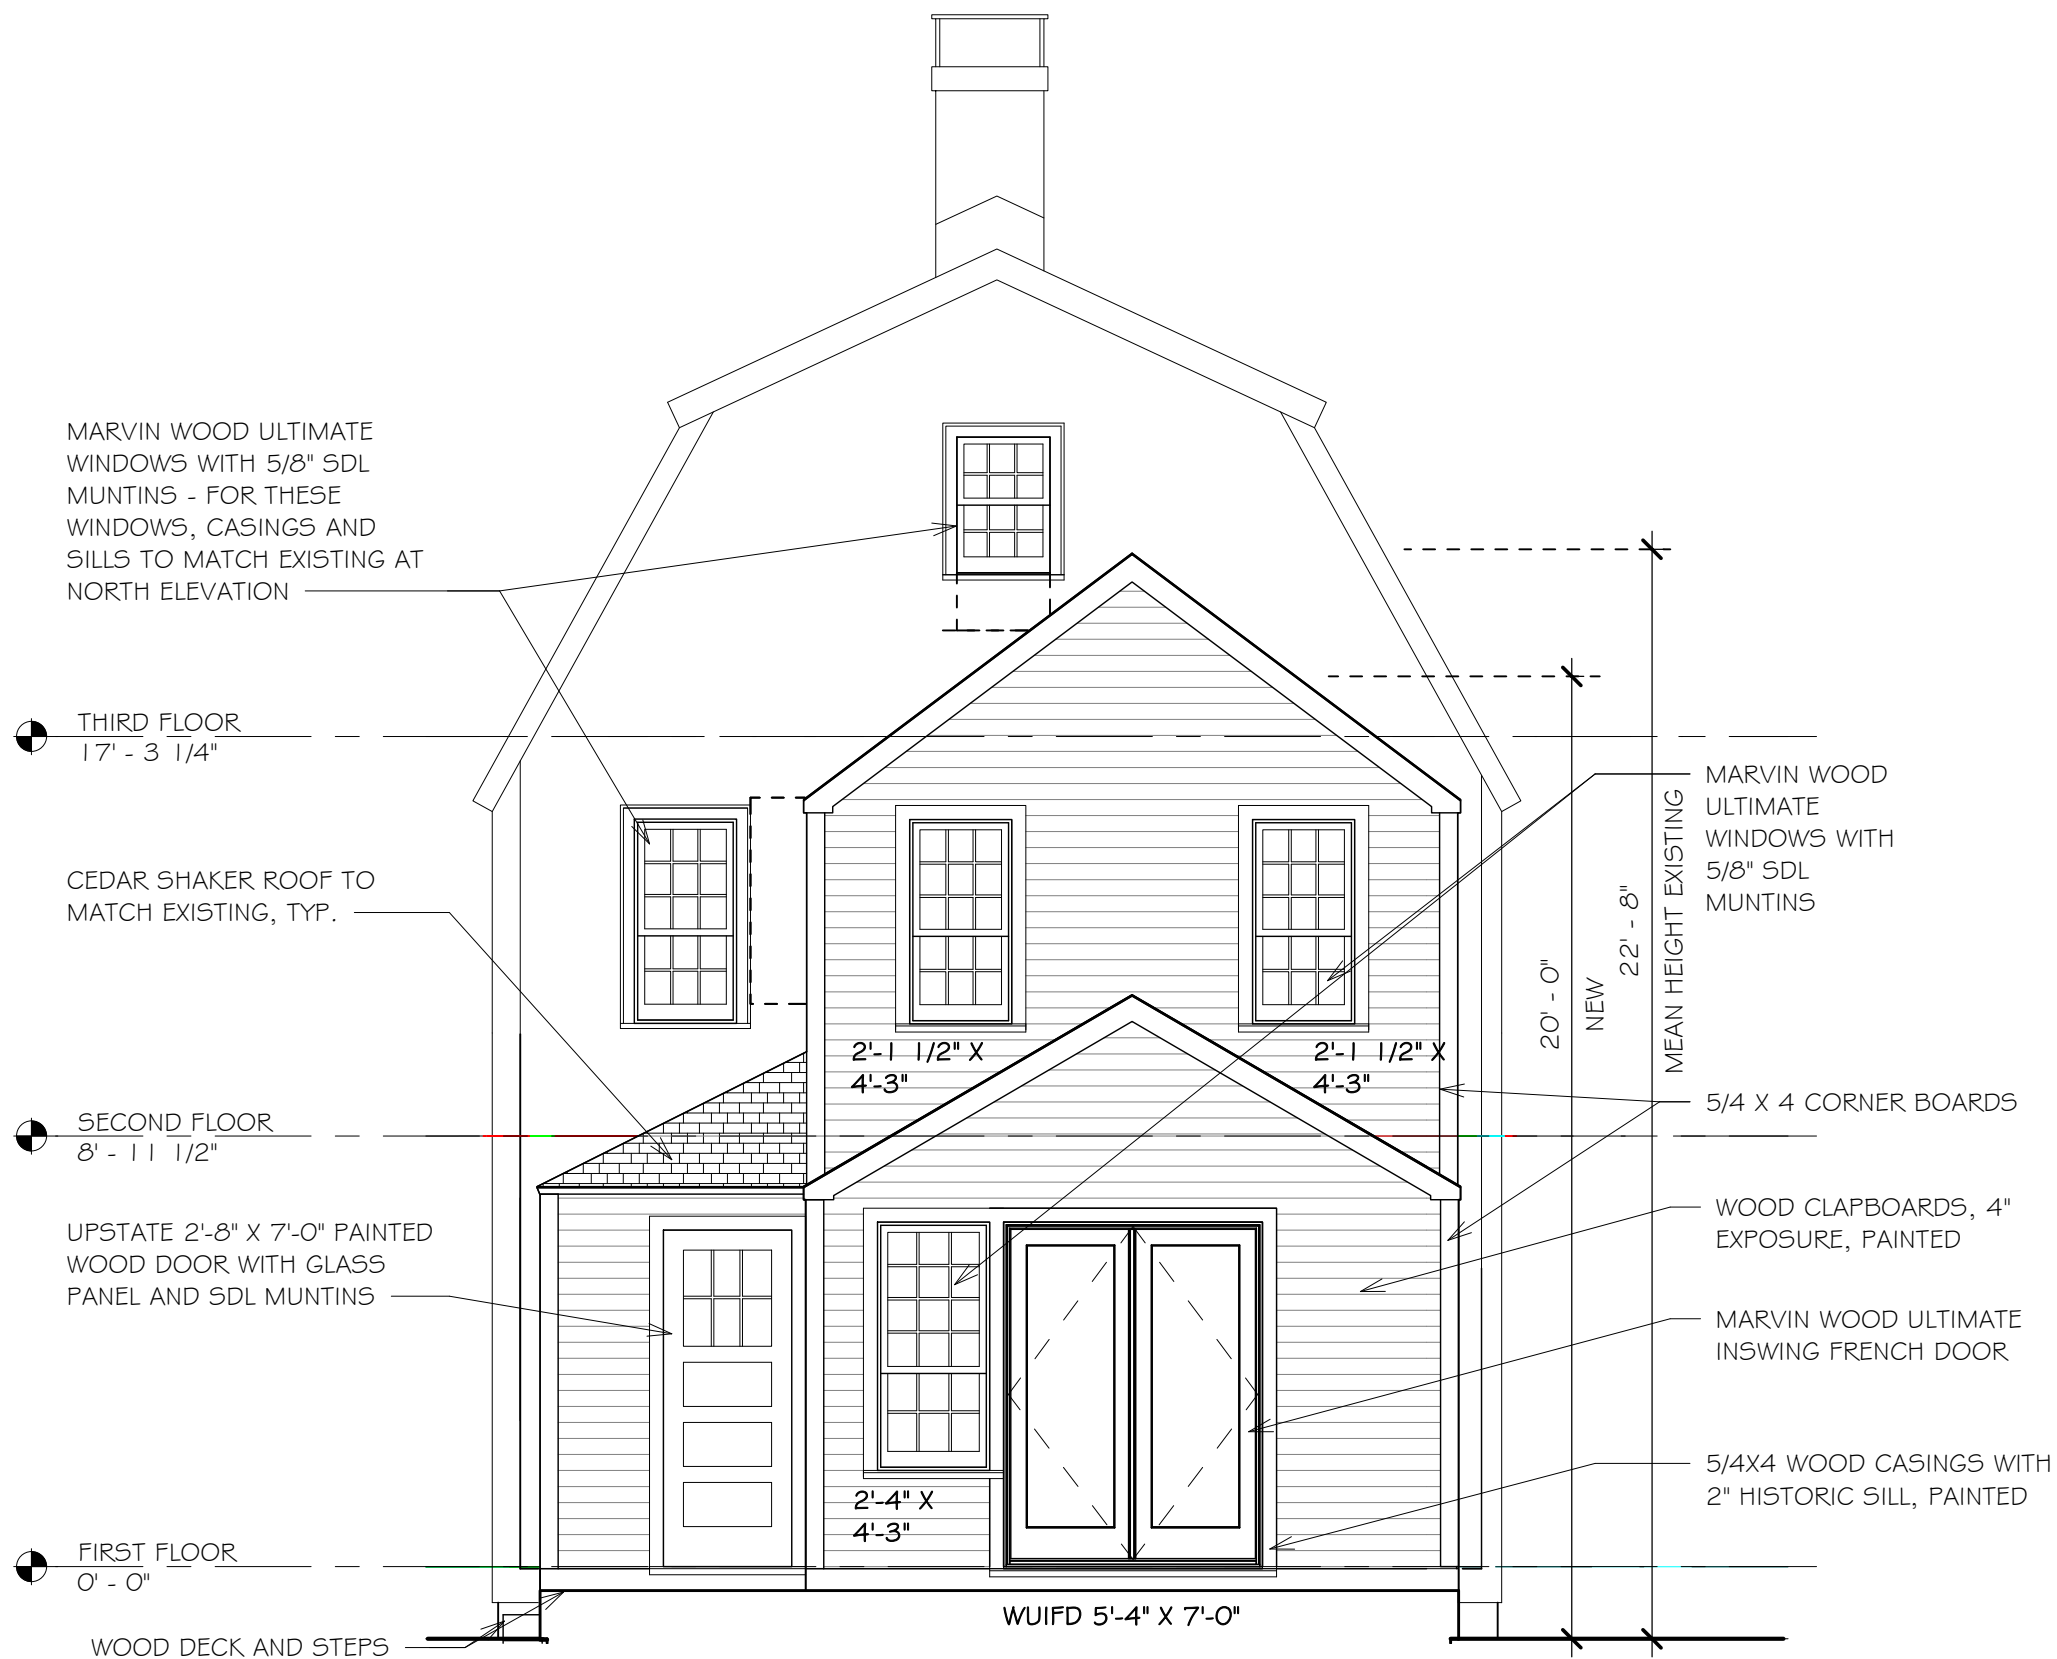 MARVIN WOOD ULTIMATE
WINDOWS WITH 5/8" SDL
MUNTINS - FOR THESE
WINDOWS, CASINGS AND
SILLS TO MATCH EXISTING AT
NORTH ELEVATION
THIRD FLOOR
17' - 3 1/4"
CEDAR SHAKER ROOF TO
MATCH EXISTING, TYP.
SECOND FLOOR
8' - 11 1/2"
UPSTATE 2'-8" X 7'-0" PAINTED
WOOD DOOR WITH GLASS
PANEL AND SDL MUNTINS
FIRST FLOOR
0' - 0"
WOOD DECK AND STEPS
2'-1 1/2" X
4'-3"
2'-1 1/2" X
4'-3"
2'-4" X
4'-3"
WUIFD 5'-4" X 7'-0"
20' - 0"
NEW
22' - 8"
MEAN HEIGHT EXISTING
MARVIN WOOD
ULTIMATE
WINDOWS WITH
5/8" SDL
MUNTINS
5/4 X 4 CORNER BOARDS
WOOD CLAPBOARDS, 4"
EXPOSURE, PAINTED
MARVIN WOOD ULTIMATE
INSWING FRENCH DOOR
5/4X4 WOOD CASINGS WITH
2" HISTORIC SILL, PAINTED